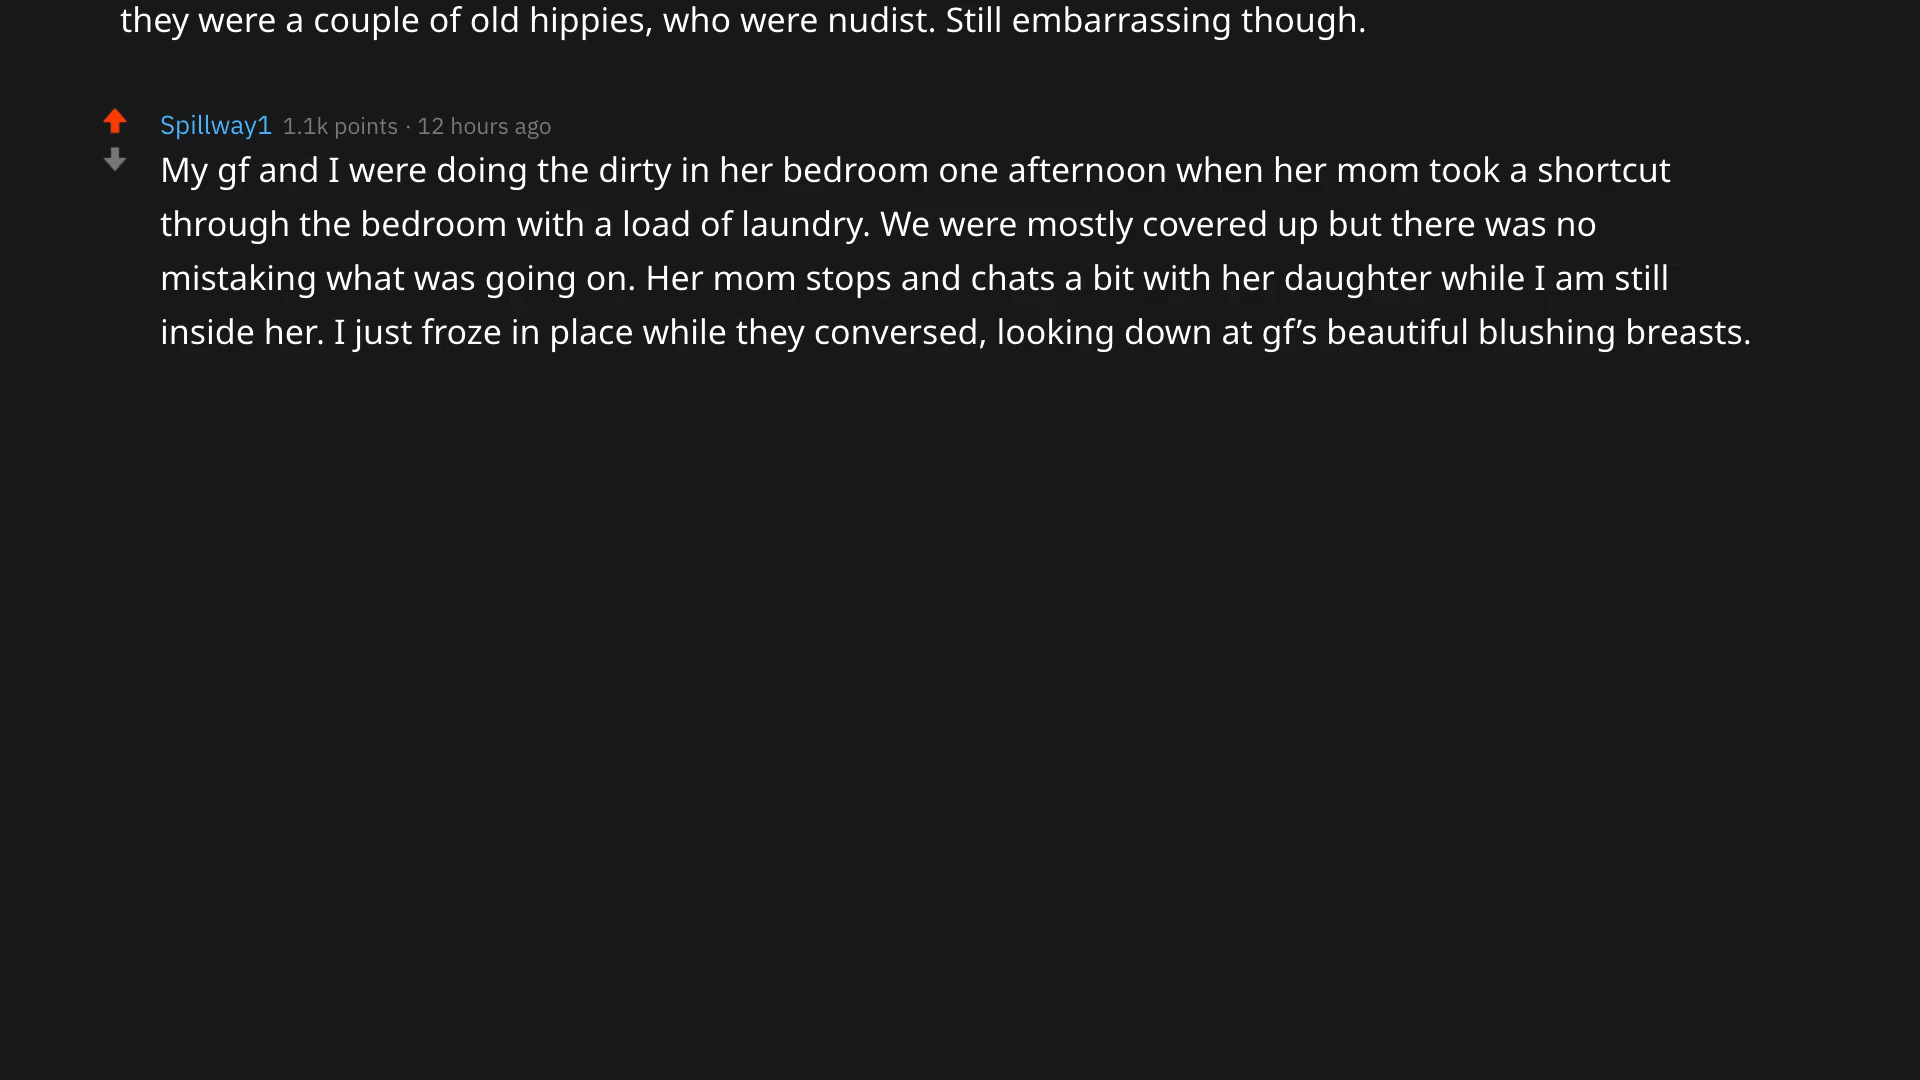 they were a couple of old hippies, who were nudist. Still embarrassing though.
Spillway1 1.1k points · 12 hours ago
My gf and I were doing the dirty in her bedroom one afternoon when her mom took a shortcut
through the bedroom with a load of laundry. We were mostly covered up but there was no
mistaking what was going on. Her mom stops and chats a bit with her daughter while I am still
inside her. I just froze in place while they conversed, looking down at gf’s beautiful blushing breasts.